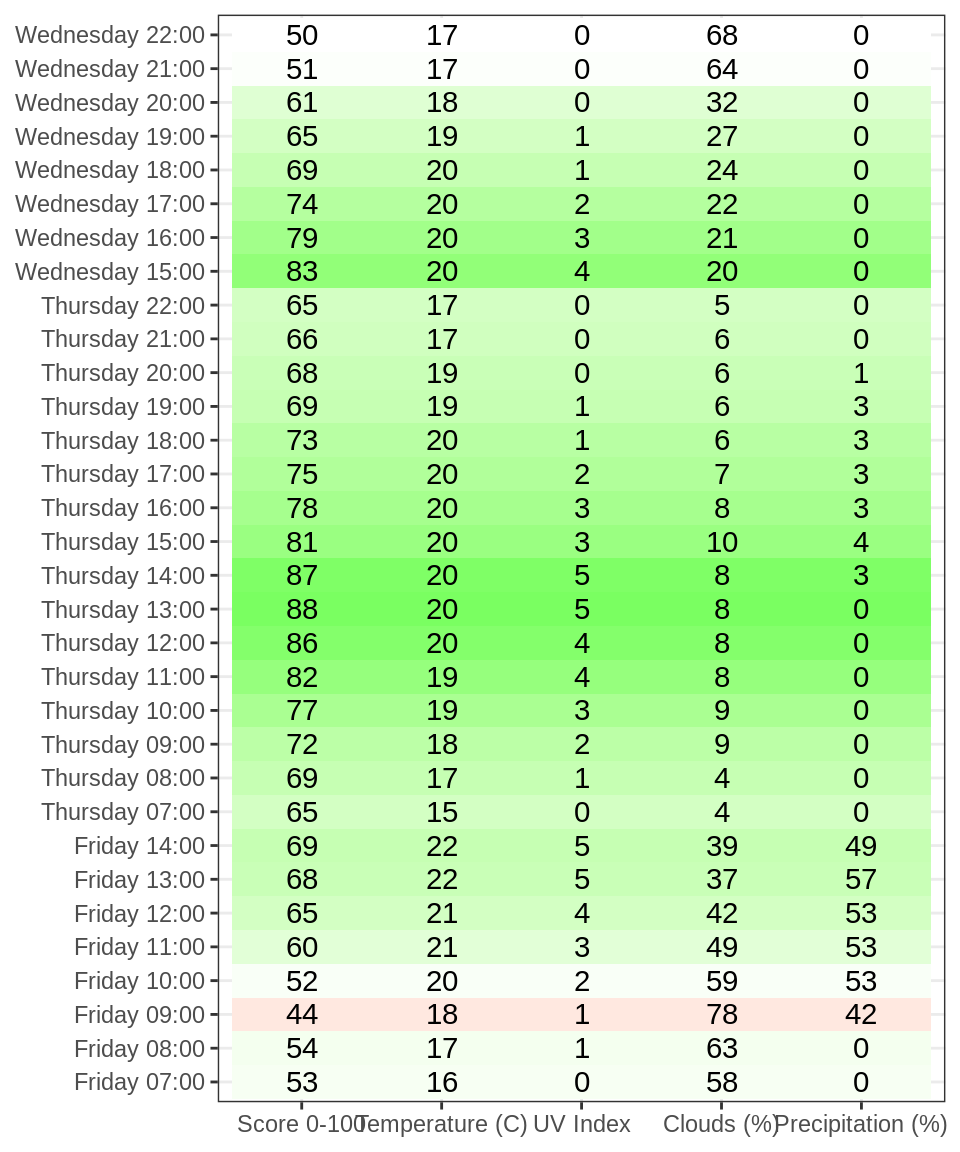 Wednesday 22:00 50 17 0 68 0
Wednesday 21:00 51 17 0 64 0
Wednesday 20:00 61 18 0 32 0
Wednesday 19:00 65 19 1 27 0
Wednesday 18:00 69 20 1 24 0
Wednesday 17:00 74 20 2 22 0
Wednesday 16:00 79 20 3 21 0
Wednesday 15:00 83 20 4 20 0
Thursday 22:00 65 17 0 5 0
Thursday 21:00 66 17 0 6 0
Thursday 20:00 68 19 0 6 1
Thursday 19:00 69 19 1 6 3
Thursday 18:00 73 20 1 6 3
Thursday 17:00 75 20 2 7 3
Thursday 16:00 78 20 3 8 3
Thursday 15:00 81 20 3 10 4
Thursday 14:00 87 20 5 8 3
Thursday 13:00 88 20 5 8 0
Thursday 12:00 86 20 4 8 0
Thursday 11:00 82 19 4 8 0
Thursday 10:00 77 19 3 9 0
Thursday 09:00 72 18 2 9 0
Thursday 08:00 69 17 1 4 0
Thursday 07:00 65 15 0 4 0
Friday 14:00 69 22 5 39 49
Friday 13:00 68 22 5 37 57
Friday 12:00 65 21 4 42 53
Friday 11:00 60 21 3 49 53
Friday 10:00 52 20 2 59 53
Friday 09:00 44 18 1 78 42
Friday 08:00 54 17 1 63 0
Friday 07:00 53 16 0 58 0
Score 0-100 Temperature (C) UV Index Clouds (%) Precipitation (%)